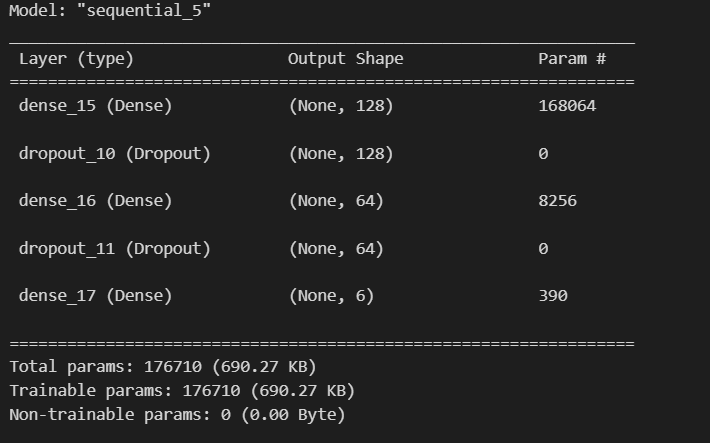 Model: "sequential_5"
_________________________________________________________________
Layer (type)                Output Shape              Param #
=================================================================
dense_15 (Dense)            (None, 128)               168064
dropout_10 (Dropout)        (None, 128)               0
dense_16 (Dense)            (None, 64)                8256
dropout_11 (Dropout)        (None, 64)                0
dense_17 (Dense)            (None, 6)                 390
=================================================================
Total params: 176710 (690.27 KB)
Trainable params: 176710 (690.27 KB)
Non-trainable params: 0 (0.00 Byte)